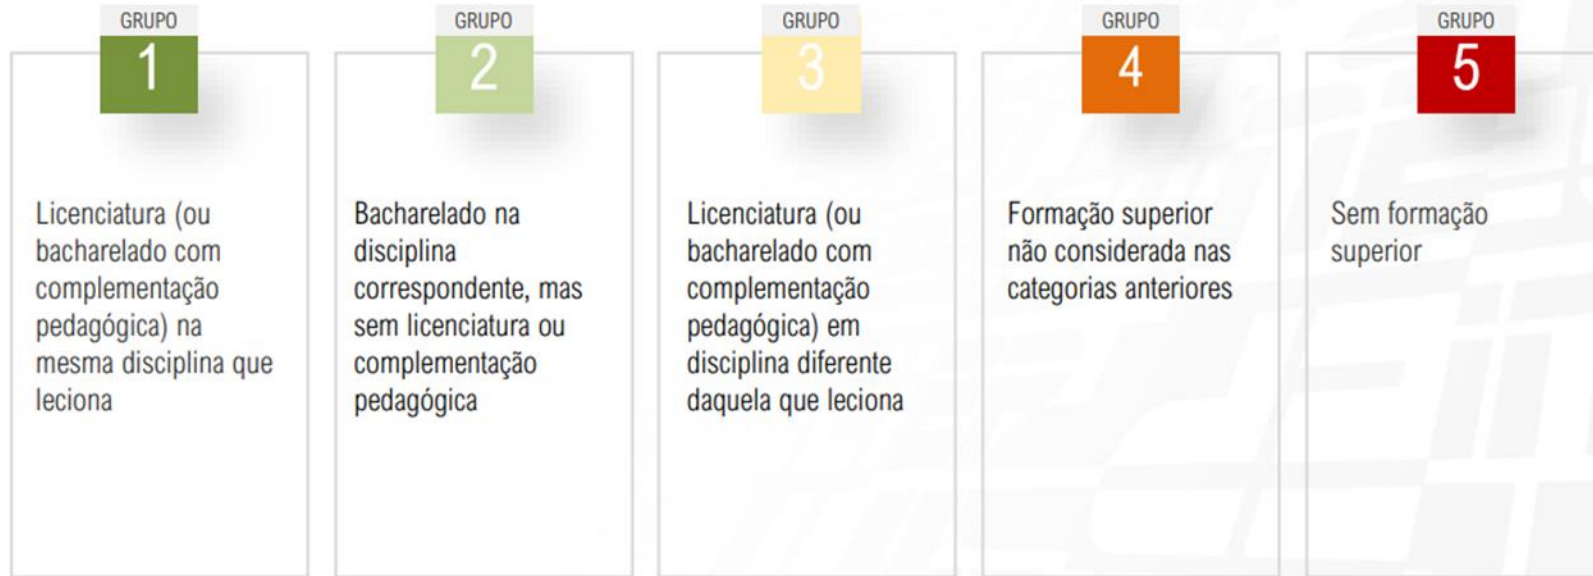 GRUPO
1
Licenciatura (ou
bacharelado com
complementação
pedagógica) na
mesma disciplina que
leciona
GRUPO
2
Bacharelado na
disciplina
correspondente, mas
sem licenciatura ou
complementação
pedagógica
GRUPO
3
Licenciatura (ou
bacharelado com
complementação
pedagógica) em
disciplina diferente
daquela que leciona
GRUPO
4
Formação superior
não considerada nas
categorias anteriores
GRUPO
5
Sem formação
superior